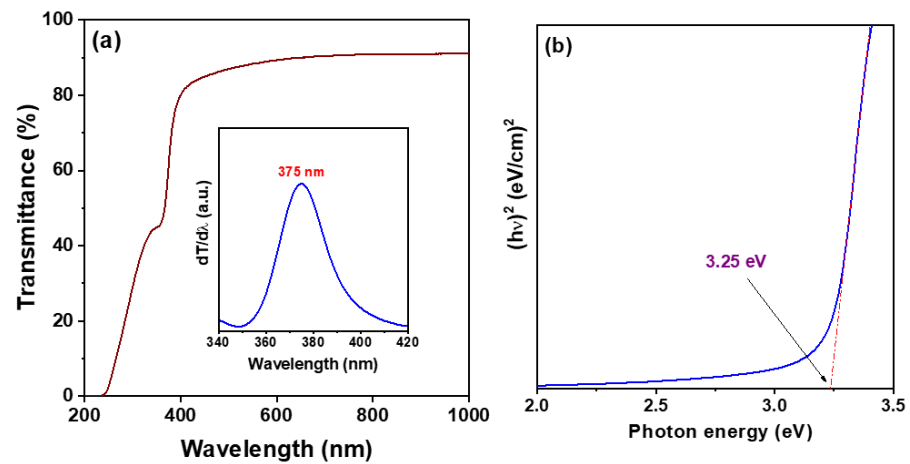 (a)
Transmittance (%)
100
80
60
40
20
0
200
400
600
800
1000
Wavelength (nm)
375 nm
dT/dλ (a.u.)
340
360
380
400
420
Wavelength (nm)
(b)
(hν)² (eV/cm)²
3.25 eV
2.0
2.5
3.0
3.5
Photon energy (eV)